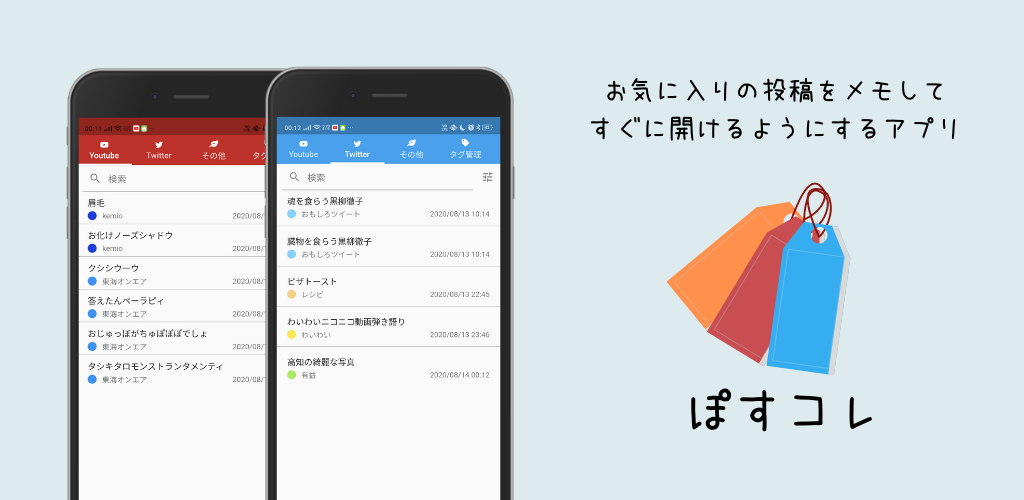 00:11
Youtube
Twitter
その他
タグ
検索
眉毛
kemio
2020/08/
お化けノーズシャドウ
kemio
2020/08/
クシシウーウ
東海オンエア
2020/08/
答えたんベーラピィ
東海オンエア
2020/08/
おじゅっぽがちゅぽぽぽでしょ
東海オンエア
2020/08/
タシキタロモンストランタメンティ
東海オンエア
2020/08/
00:12
Youtube
Twitter
その他
タグ管理
検索
魂を食らう黒柳徹子
おもしろツイート
2020/08/13 10:14
臓物を食らう黒柳徹子
おもしろツイート
2020/08/13 10:14
ピザトースト
レシピ
2020/08/13 22:45
わいわいニコニコ動画弾き語り
わいわい
2020/08/13 23:46
高知の綺麗な写真
有益
2020/08/14 00:12
お気に入りの投稿をメモして
すぐに開けるようにするアプリ
ぽすコレ